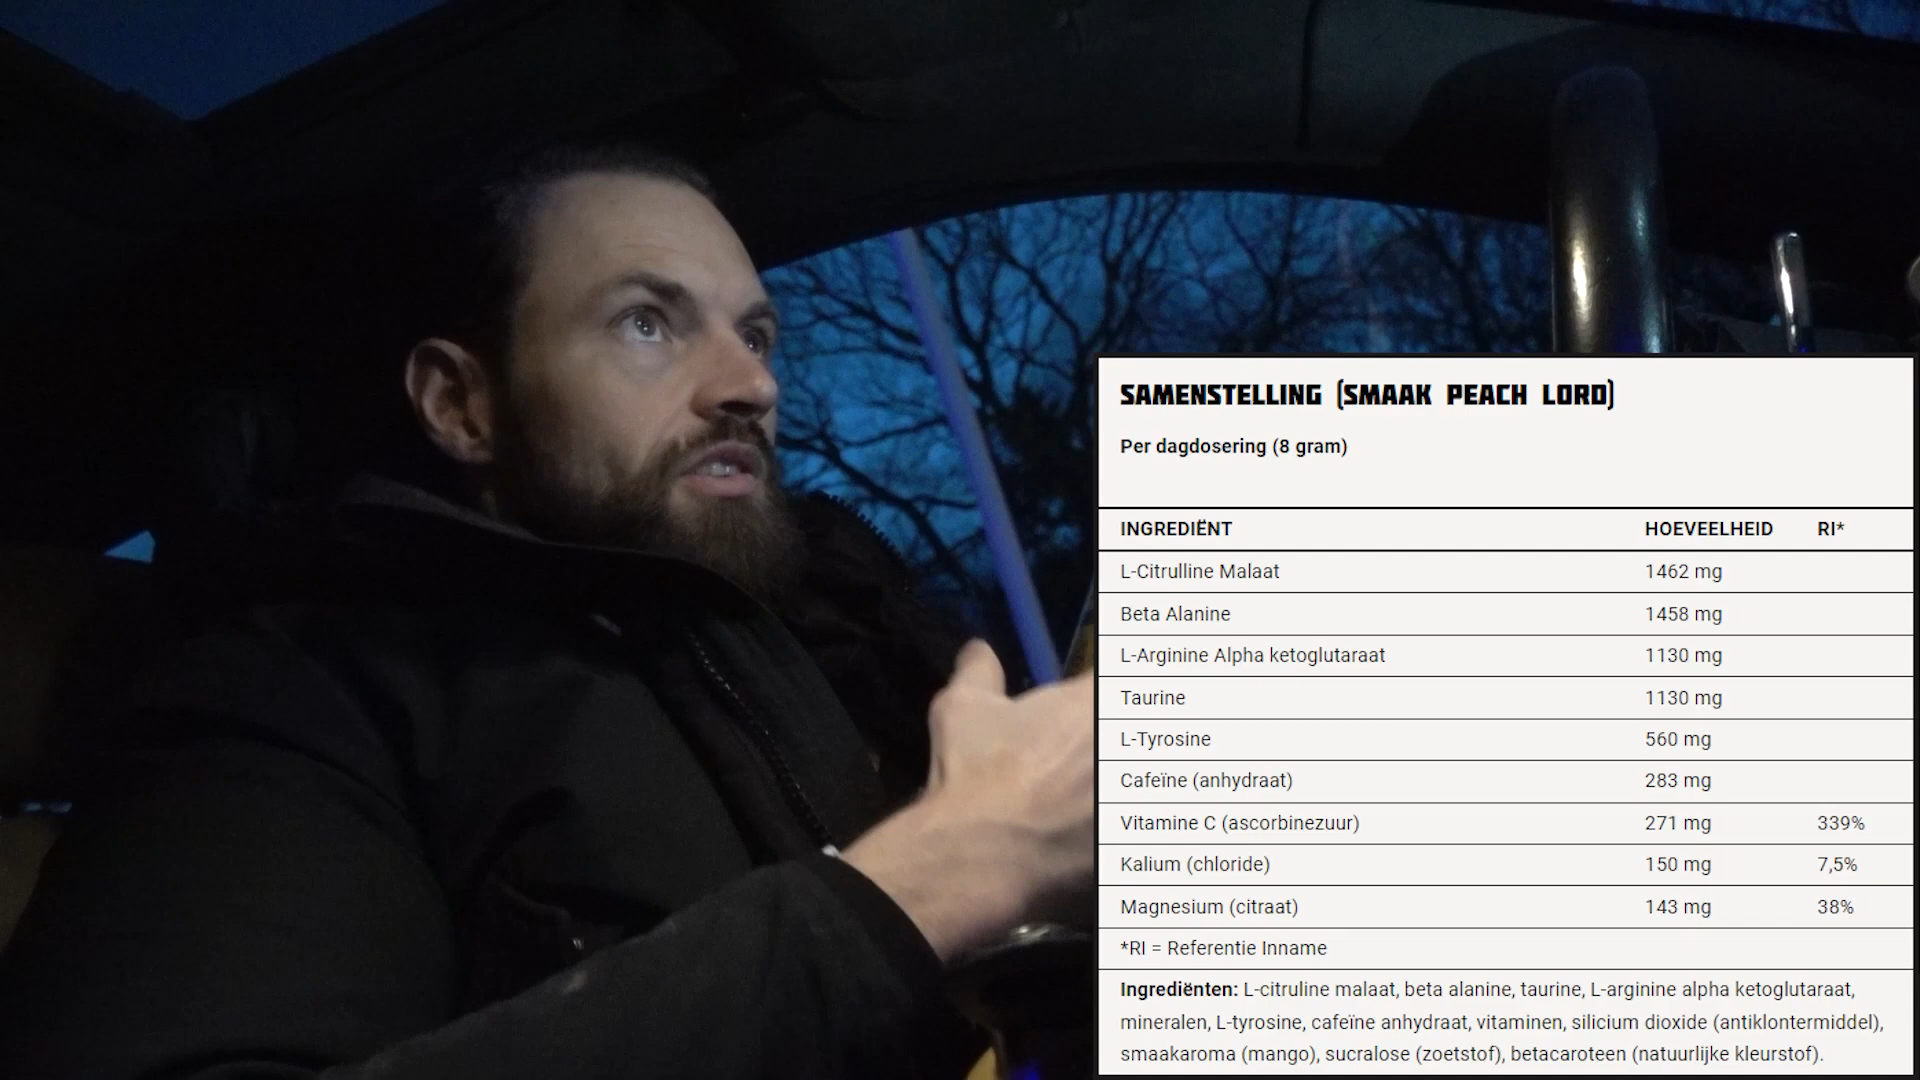 SAMENSTELLING (SMAAK PEACH LORD)
Per dagdosering (8 gram)
INGREDIËNT HOEVEELHEID RI*
L-Citrulline Malaat 1462 mg
Beta Alanine 1458 mg
L-Arginine Alpha ketoglutaraat 1130 mg
Taurine 1130 mg
L-Tyrosine 560 mg
Cafeïne (anhydraat) 283 mg
Vitamine C (ascorbinezuur) 271 mg 339%
Kalium (chloride) 150 mg 7,5%
Magnesium (citraat) 143 mg 38%
*RI = Referentie Inname
Ingrediënten: L-citruline malaat, beta alanine, taurine, L-arginine alpha ketoglutaraat,
mineralen, L-tyrosine, cafeïne anhydraat, vitaminen, silicium dioxide (antiklontermiddel),
smaakaroma (mango), sucralose (zoetstof), betacaroteen (natuurlijke kleurstof).